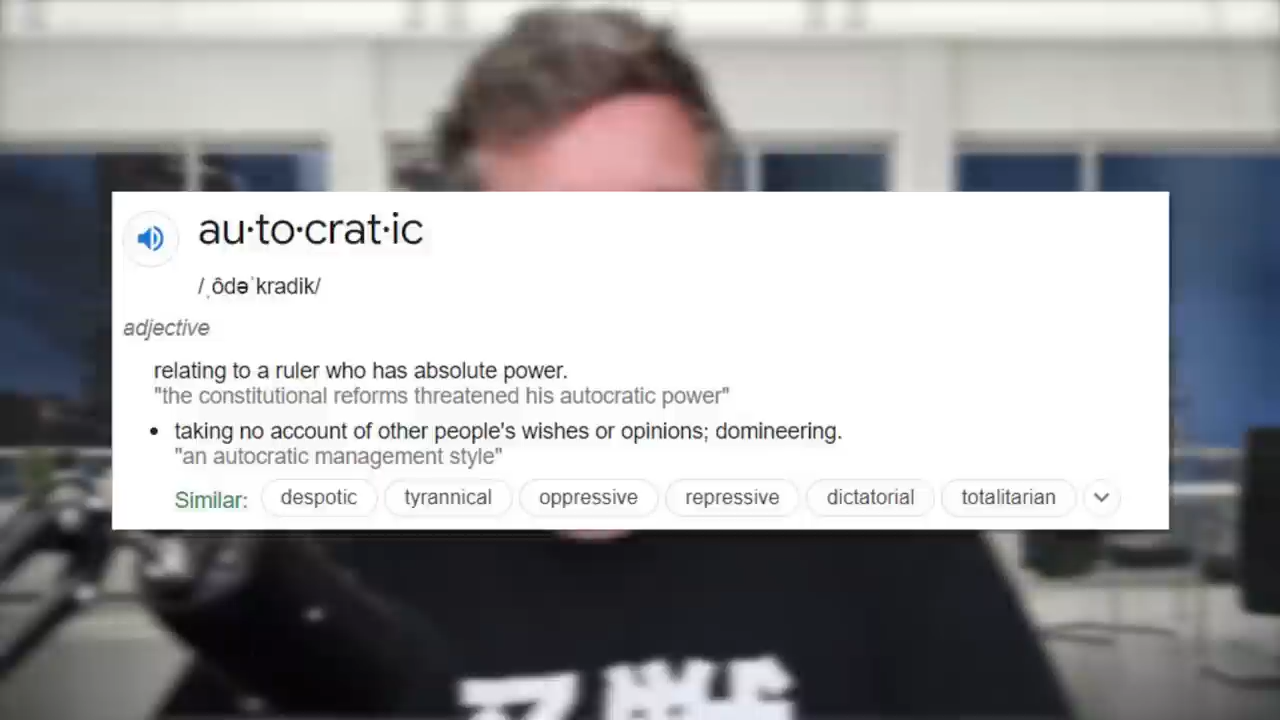 au·to·crat·ic
/ˌôdəˈkradik/
adjective
relating to a ruler who has absolute power.
"the constitutional reforms threatened his autocratic power"
• taking no account of other people's wishes or opinions; domineering.
"an autocratic management style"
Similar: despotic tyrannical oppressive repressive dictatorial totalitarian